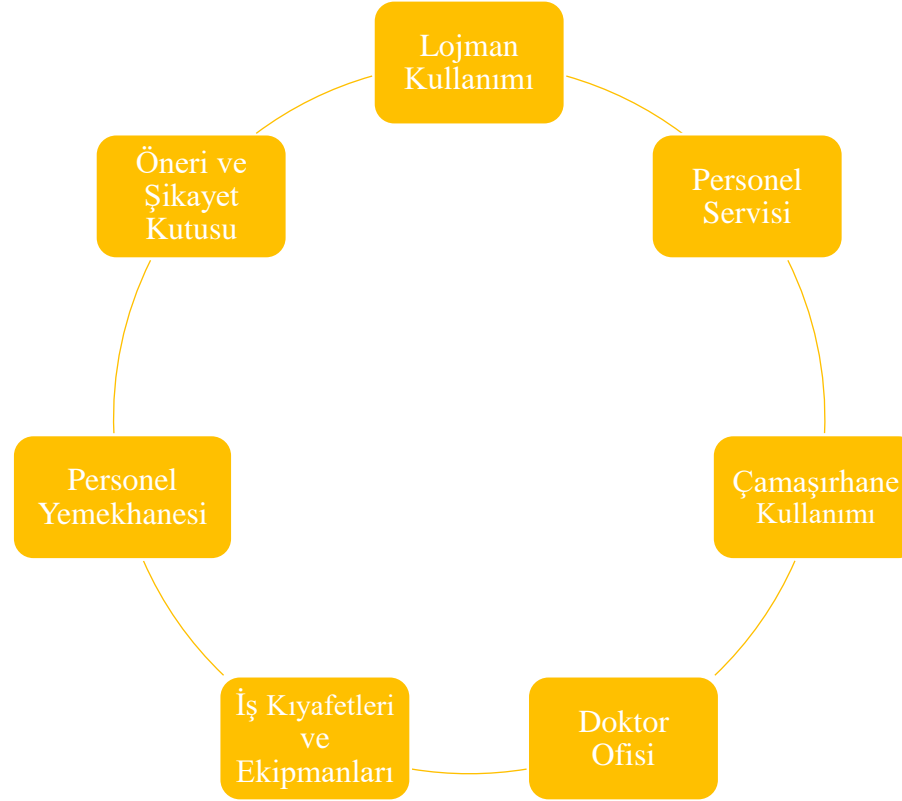 Lojman
Kullanımı
Personel
Servisi
Çamaşırhane
Kullanımı
Doktor
Ofisi
İş Kıyafetleri
ve
Ekipmanları
Personel
Yemekhanesi
Öneri ve
Şikayet
Kutusu